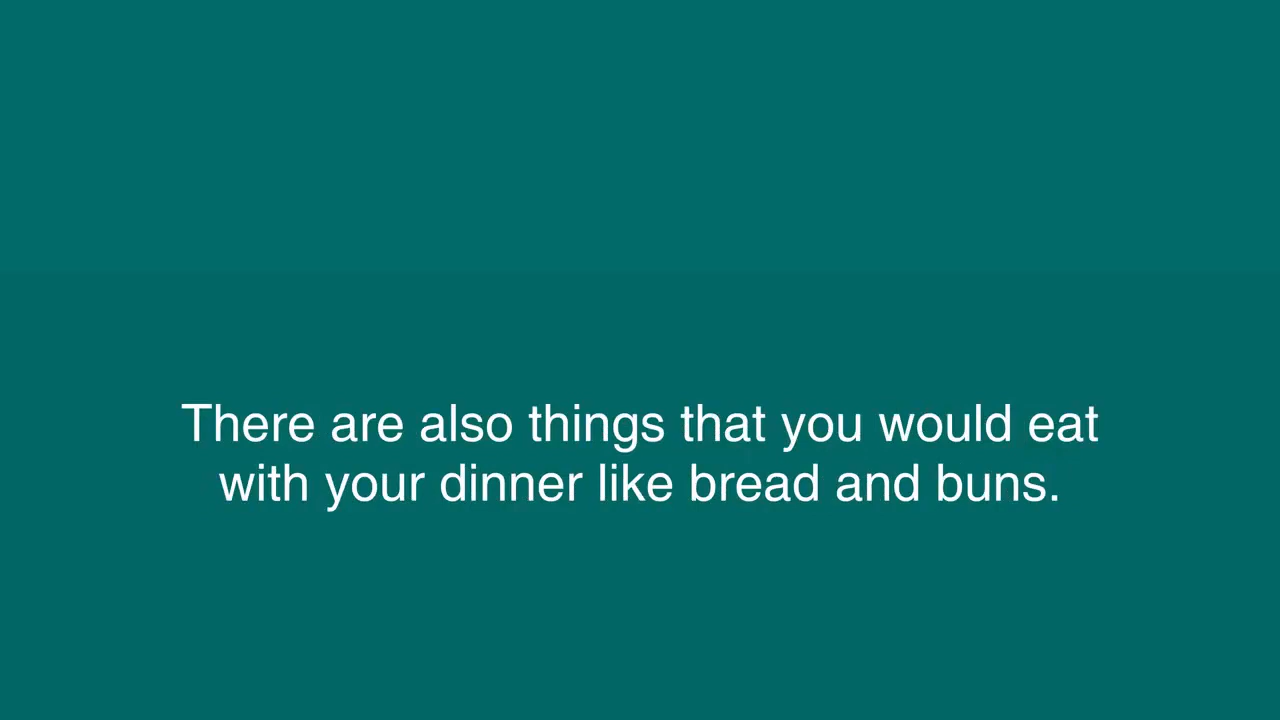 There are also things that you would eat
with your dinner like bread and buns.